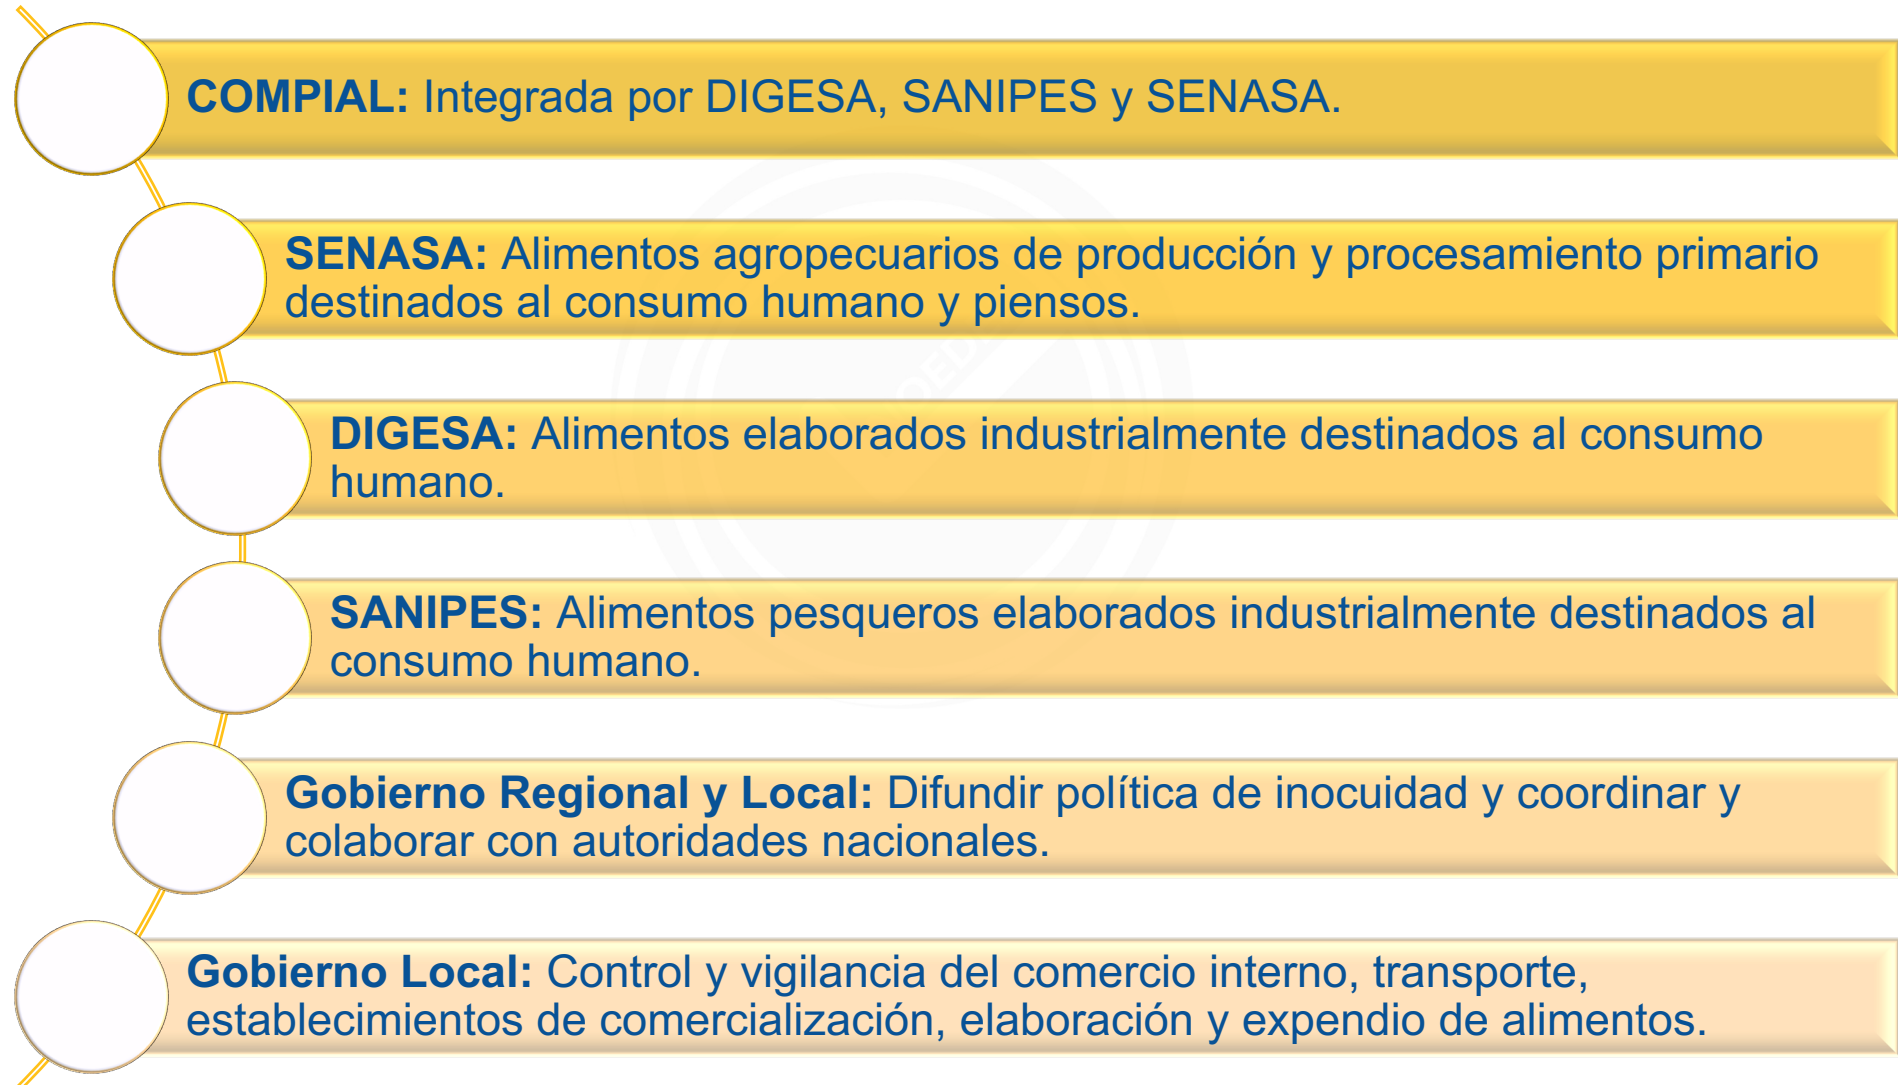 COMPIAL: Integrada por DIGESA, SANIPES y SENASA.
SENASA: Alimentos agropecuarios de producción y procesamiento primario
destinados al consumo humano y piensos.
DIGESA: Alimentos elaborados industrialmente destinados al consumo
humano.
SANIPES: Alimentos pesqueros elaborados industrialmente destinados al
consumo humano.
Gobierno Regional y Local: Difundir política de inocuidad y coordinar y
colaborar con autoridades nacionales.
Gobierno Local: Control y vigilancia del comercio interno, transporte,
establecimientos de comercialización, elaboración y expendio de alimentos.